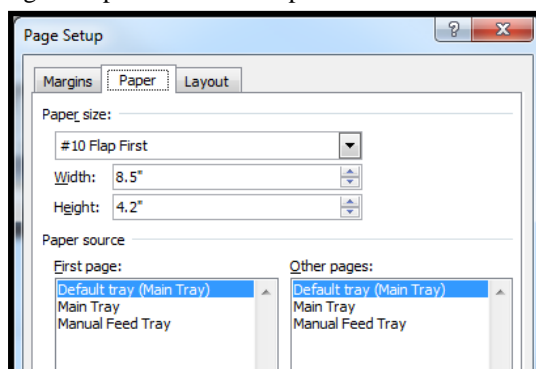 Page Setup
Margins Paper Layout
Paper size:
#10 Flap First
Width: 8.5"
Height: 4.2"
Paper source
First page: Other pages:
Default tray (Main Tray) Default tray (Main Tray)
Main Tray Main Tray
Manual Feed Tray Manual Feed Tray